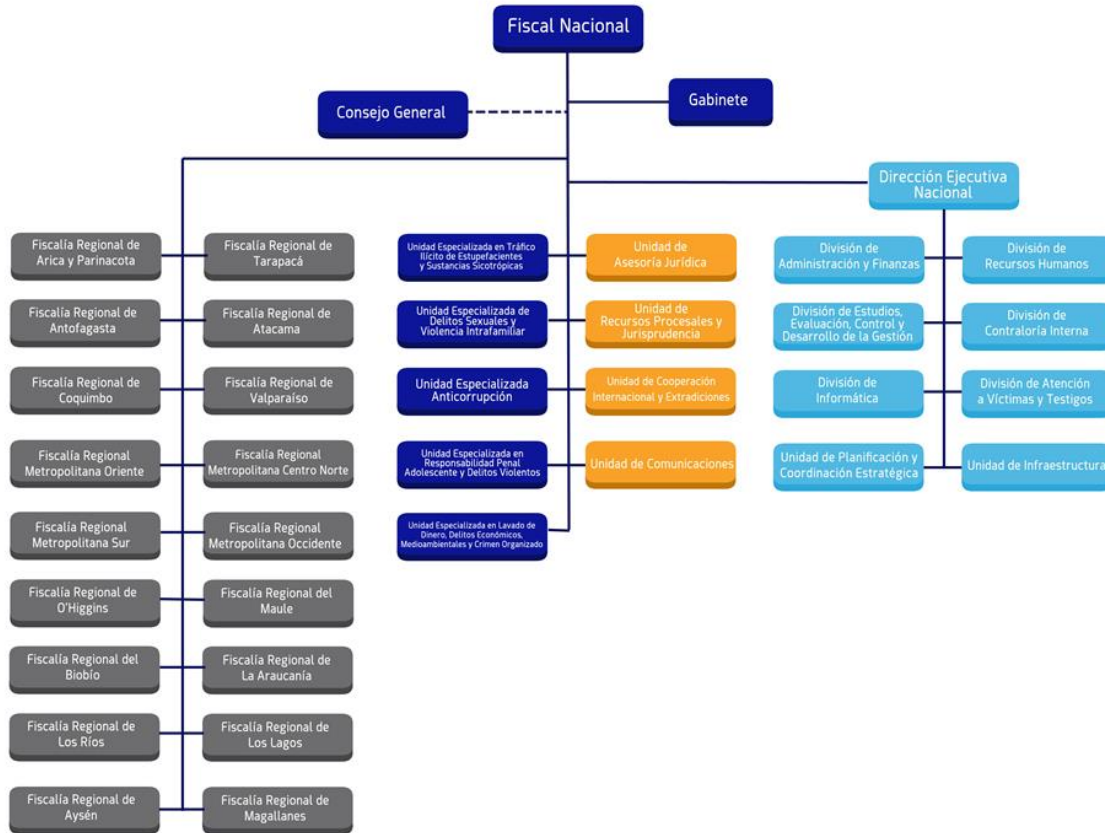 Fiscal Nacional
Consejo General
Gabinete
Dirección Ejecutiva
Nacional
Fiscalía Regional de
Arica y Parinacota
Fiscalía Regional de
Tarapacá
Fiscalía Regional de
Antofagasta
Fiscalía Regional de
Atacama
Fiscalía Regional de
Coquimbo
Fiscalía Regional de
Valparaíso
Fiscalía Regional
Metropolitana Oriente
Fiscalía Regional
Metropolitana Centro Norte
Fiscalía Regional
Metropolitana Sur
Fiscalía Regional
Metropolitana Occidente
Fiscalía Regional de
O'Higgins
Fiscalía Regional del
Maule
Fiscalía Regional del
Biobío
Fiscalía Regional de
La Araucanía
Fiscalía Regional de
Los Ríos
Fiscalía Regional de
Los Lagos
Fiscalía Regional de
Aysén
Fiscalía Regional de
Magallanes
Unidad Especializada en Tráfico
Ilícito de Estupefacientes
y Sustancias Sicotrópicas
Unidad de
Asesoría Jurídica
Unidad Especializada de
Delitos Sexuales y
Violencia Intrafamiliar
Unidad de
Recursos Procesales y
Jurisprudencia
Unidad Especializada
Anticorrupción
Unidad de Cooperación
Internacional y Extradiciones
Unidad Especializada en
Responsabilidad Penal
Adolescente y Delitos Violentos
Unidad de Comunicaciones
Unidad Especializada en Lavado de
Dinero, Delitos Económicos,
Medioambientales y Crimen Organizado
División de
Administración y Finanzas
División de
Recursos Humanos
División de Estudios,
Evaluación, Control y
Desarrollo de la Gestión
División de
Contraloría Interna
División de
Informática
División de Atención
a Víctimas y Testigos
Unidad de Planificación y
Coordinación Estratégica
Unidad de Infraestructura